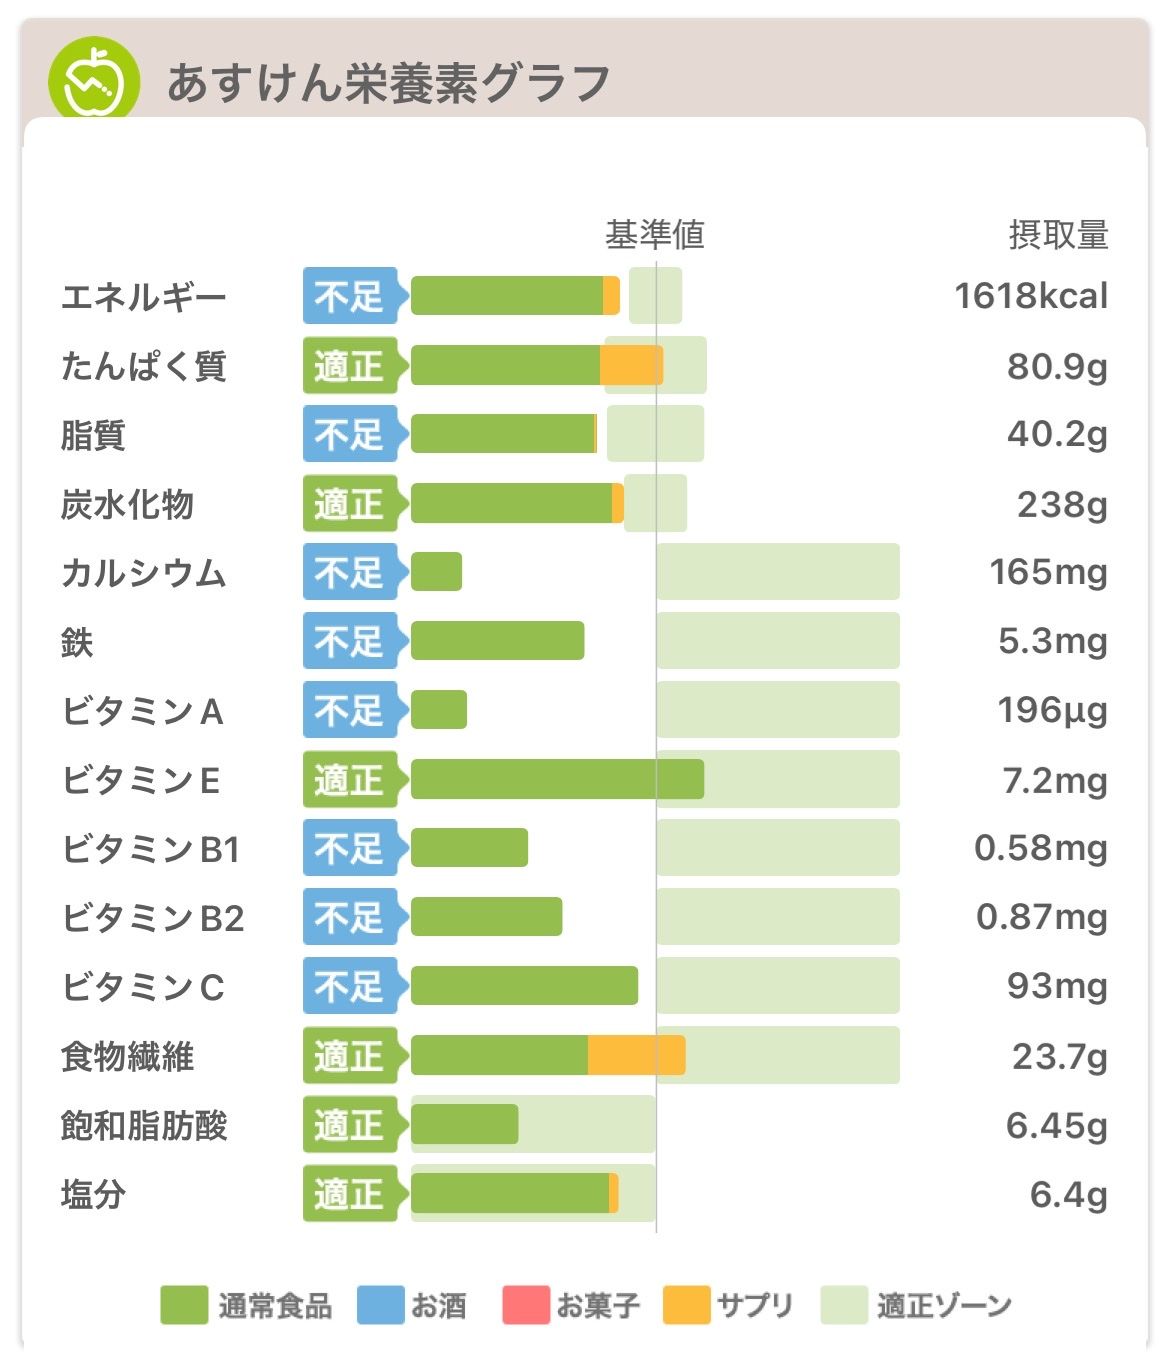 あすけん栄養素グラフ
基準値 摂取量
エネルギー 不足 1618kcal
たんぱく質 適正 80.9g
脂質 不足 40.2g
炭水化物 適正 238g
カルシウム 不足 165mg
鉄 不足 5.3mg
ビタミンA 不足 196μg
ビタミンE 適正 7.2mg
ビタミンB1 不足 0.58mg
ビタミンB2 不足 0.87mg
ビタミンC 不足 93mg
食物繊維 適正 23.7g
飽和脂肪酸 適正 6.45g
塩分 適正 6.4g
通常食品 お酒 お菓子 サプリ 適正ゾーン